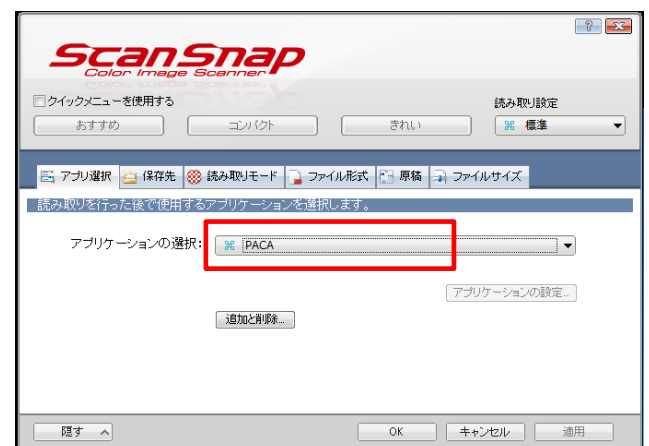 ScanSnap
Color Image Scanner
クイックメニューを使用する
読み取り設定
おすすめ
コンパクト
きれい
標準
アプリ選択
保存先
読み取りモード
ファイル形式
原稿
ファイルサイズ
読み取りを行った後で使用するアプリケーションを選択します。
アプリケーションの選択:
PACA
アプリケーションの設定...
追加と削除...
隠す
OK
キャンセル
適用